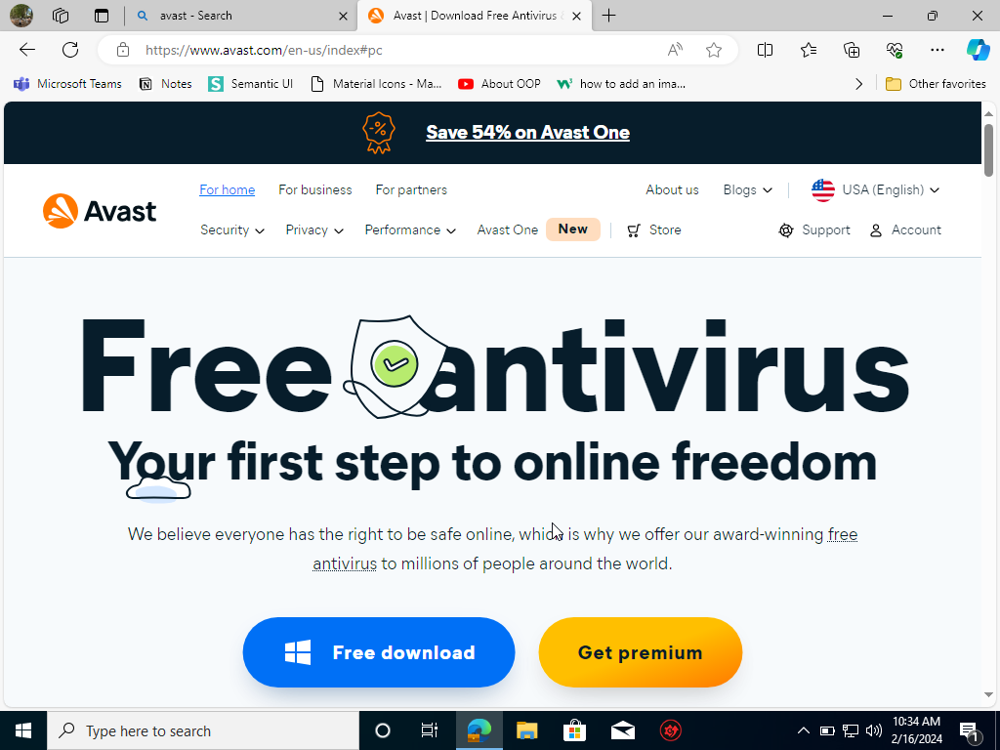 avast - Search
Avast | Download Free Antivirus &
https://www.avast.com/en-us/index#pc
Microsoft Teams
Notes
Semantic UI
Material Icons - Ma...
About OOP
how to add an ima...
Other favorites
Save 54% on Avast One
For home
For business
For partners
About us
Blogs
USA (English)
Avast
Security
Privacy
Performance
Avast One
New
Store
Support
Account
Free antivirus
Your first step to online freedom
We believe everyone has the right to be safe online, which is why we offer our award-winning free
antivirus to millions of people around the world.
Free download
Get premium
Type here to search
10:34 AM
2/16/2024
1